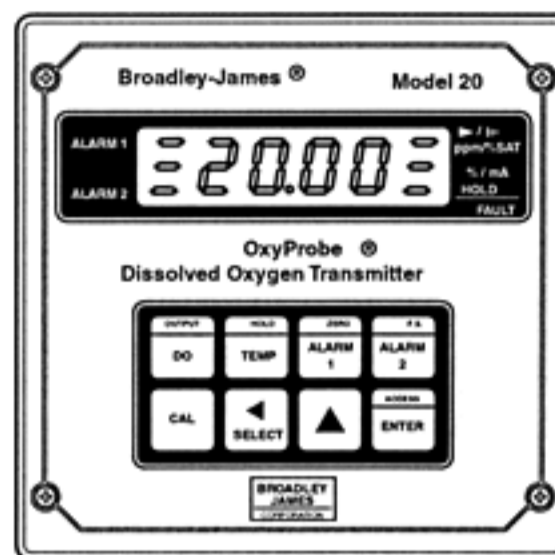 Broadley-James ® Model 20
ALARM 1
20.00
ppm/%SAT
% / mA
ALARM 2
HOLD
FAULT
OxyProbe ®
Dissolved Oxygen Transmitter
OUTPUT HOLD ZERO F.S.
DO TEMP ALARM 1 ALARM 2
ACCESS
CAL SELECT ENTER
BROADLEY
JAMES
CORPORATION